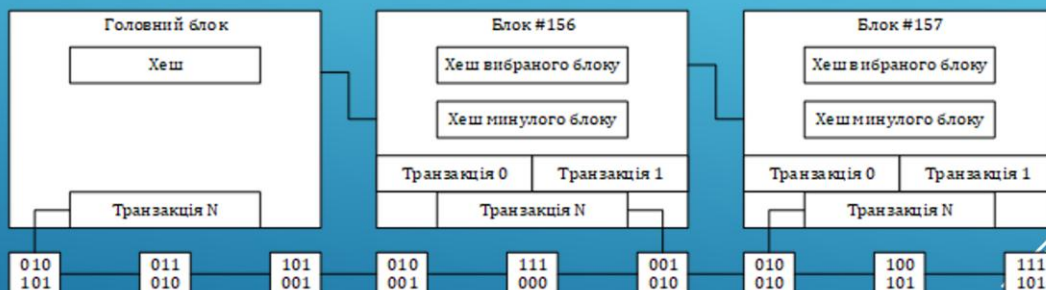 Головний блок
Хеш
Транзакція N
Блок #156
Хеш вибраного блоку
Хеш минулого блоку
Транзакція 0
Транзакція 1
Транзакція N
Блок #157
Хеш вибраного блоку
Хеш минулого блоку
Транзакція 0
Транзакція 1
Транзакція N
010
101
011
010
101
001
010
001
111
000
001
010
010
010
100
101
111
101